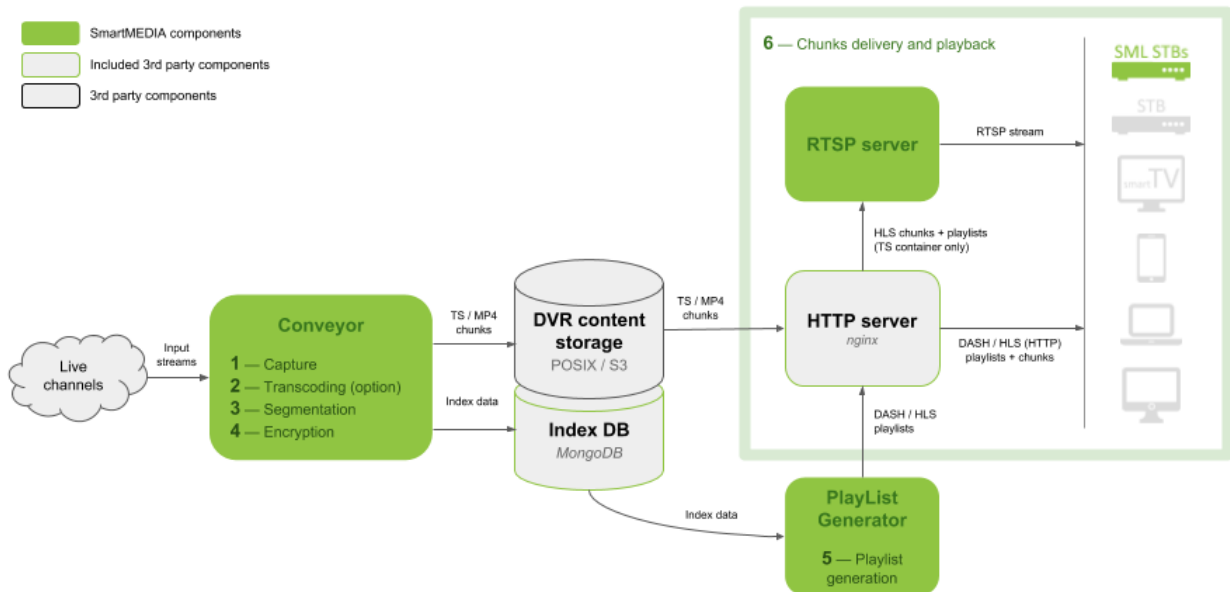 SmartMEDIA components
Included 3rd party components
3rd party components
6 — Chunks delivery and playback
SML STBs
STB
smartTV
RTSP server
RTSP stream
HLS chunks + playlists
(TS container only)
Live
channels
Input
streams
Conveyor
1 — Capture
2 — Transcoding (option)
3 — Segmentation
4 — Encryption
TS / MP4
chunks
Index data
DVR content
storage
POSIX / S3
Index DB
MongoDB
TS / MP4
chunks
HTTP server
nginx
DASH / HLS (HTTP)
playlists + chunks
DASH / HLS
playlists
Index data
PlayList
Generator
5 — Playlist
generation